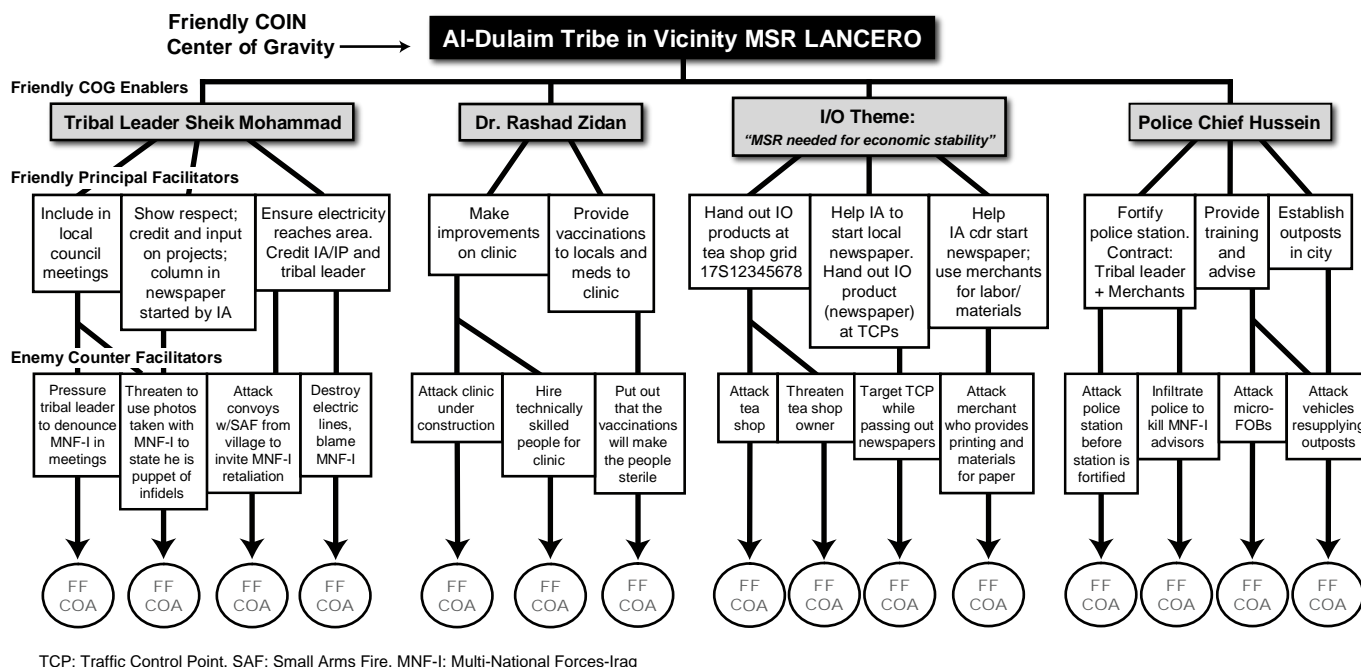 Friendly COIN
Center of Gravity
Al-Dulaim Tribe in Vicinity MSR LANCERO
Friendly COG Enablers
Tribal Leader Sheik Mohammad
Dr. Rashad Zidan
I/O Theme:
“MSR needed for economic stability”
Police Chief Hussein
Friendly Principal Facilitators
Include in
local
council
meetings
Show respect;
credit and input
on projects;
column in
newspaper
started by IA
Ensure electricity
reaches area.
Credit IA/IP and
tribal leader
Make
improvements
on clinic
Provide
vaccinations
to locals and
meds to
clinic
Hand out IO
products at
tea shop grid
17S12345678
Help IA to
start local
newspaper.
Hand out IO
product
(newspaper)
at TCPs
Help
IA cdr start
newspaper;
use merchants
for labor/
materials
Fortify
police station.
Contract:
Tribal leader
+ Merchants
Provide
training
and
advise
Establish
outposts
in city
Enemy Counter Facilitators
Pressure
tribal leader
to denounce
MNF-I in
meetings
Threaten to
use photos
taken with
MNF-I to
state he is
puppet of
infidels
Attack
convoys
w/SAF from
village to
invite MNF-I
retaliation
Destroy
electric
lines,
blame
MNF-I
Attack clinic
under
construction
Hire
technically
skilled
people for
clinic
Put out
that the
vaccinations
will make
the people
sterile
Attack
tea
shop
Threaten
tea shop
owner
Target TCP
while
passing out
newspapers
Attack
merchant
who provides
printing and
materials
for paper
Attack
police
station
before
station is
fortified
Infiltrate
police to
kill MNF-I
advisors
Attack
micro-
FOBs
Attack
vehicles
resupplying
outposts
FF
COA
FF
COA
FF
COA
FF
COA
FF
COA
FF
COA
FF
COA
FF
COA
FF
COA
FF
COA
FF
COA
FF
COA
FF
COA
FF
COA
FF
COA
TCP: Traffic Control Point, SAF: Small Arms Fire, MNF-I: Multi-National Forces-Iraq